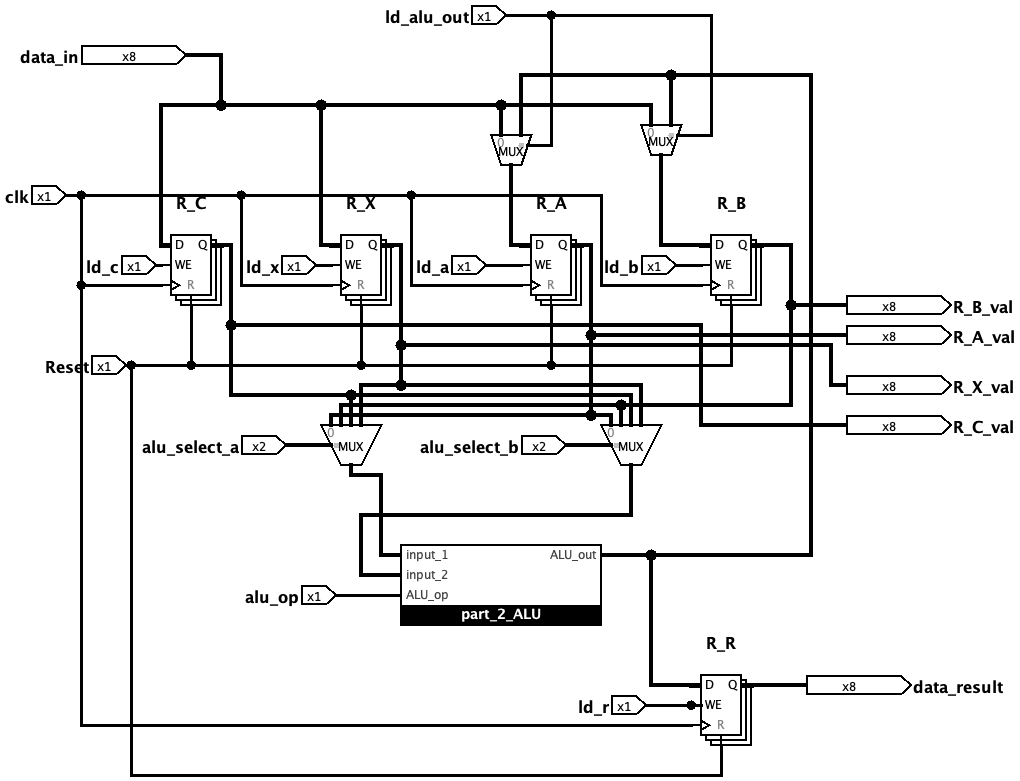 ld_alu_out x1
data_in x8
0 MUX
0 MUX
clk x1
R_C R_X R_A R_B
D Q D Q D Q D Q
ld_c x1 WE ld_x x1 WE ld_a x1 WE ld_b x1 WE
R R R R
x8 R_B_val
x8 R_A_val
Reset x1
x8 R_X_val
x8 R_C_val
0 0
alu_select_a x2 MUX alu_select_b x2 MUX
input_1 ALU_out
input_2
alu_op x1 ALU_op
part_2_ALU
R_R
D Q x8 data_result
ld_r x1 WE
R